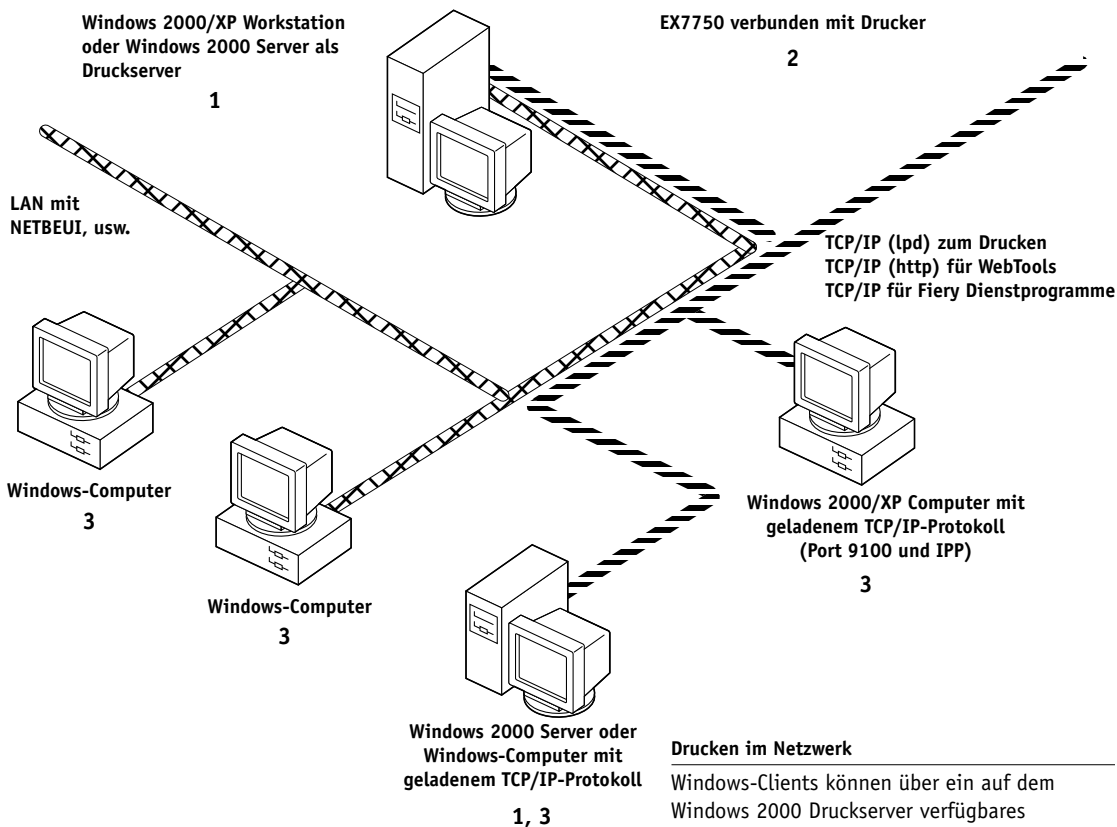 Windows 2000/XP Workstation
oder Windows 2000 Server als
Druckserver
1
EX7750 verbunden mit Drucker
2
LAN mit
NETBEUI, usw.
TCP/IP (lpd) zum Drucken
TCP/IP (http) für WebTools
TCP/IP für Fiery Dienstprogramme
Windows-Computer
3
Windows-Computer
3
Windows 2000/XP Computer mit
geladenem TCP/IP-Protokoll
(Port 9100 und IPP)
3
Windows 2000 Server oder
Windows-Computer mit
geladenem TCP/IP-Protokoll
1, 3
Drucken im Netzwerk
Windows-Clients können über ein auf dem
Windows 2000 Druckserver verfügbares